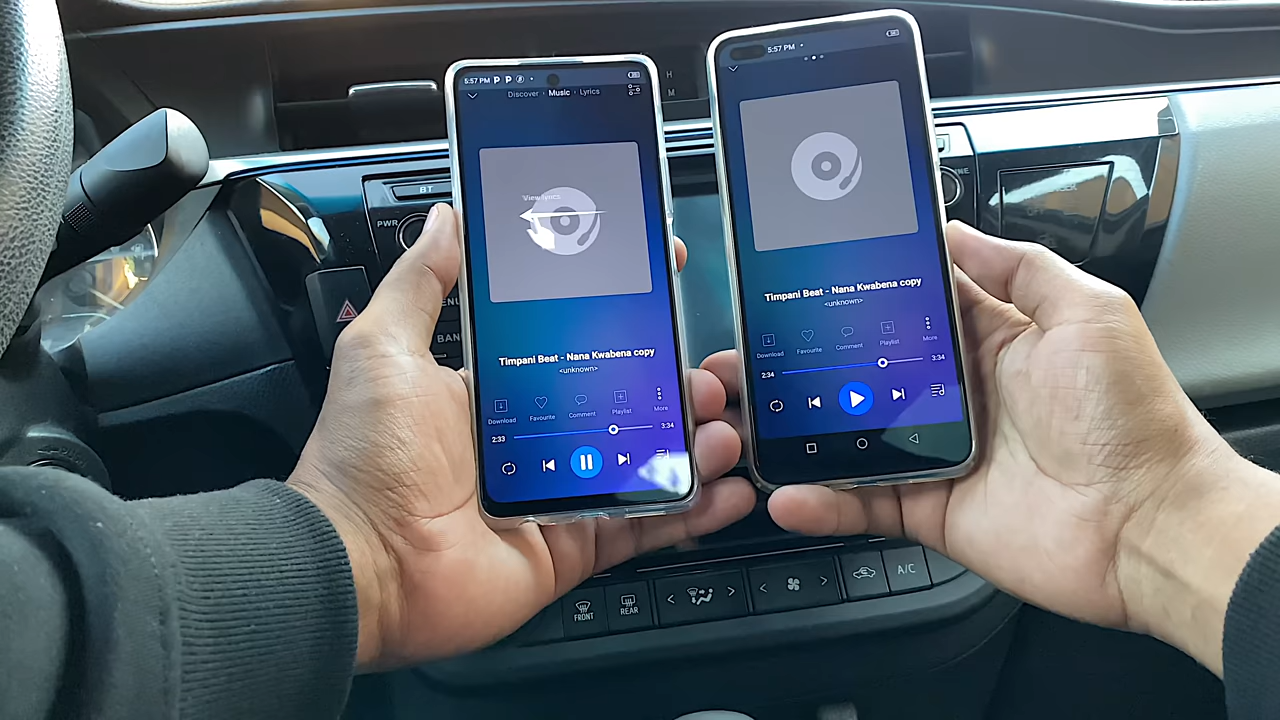 5:57 PM P P
Discover · Music · Lyrics
View lyrics
Timpani Beat - Nana Kwabena copy
<unknown>
Download
Favourite
Comment
Playlist
More
2:33
3:34
5:57 PM
Timpani Beat - Nana Kwabena copy
<unknown>
Download
Favourite
Comment
Playlist
More
2:34
3:34
BT
PWR
BAN
H
M
FRONT
REAR
A/C